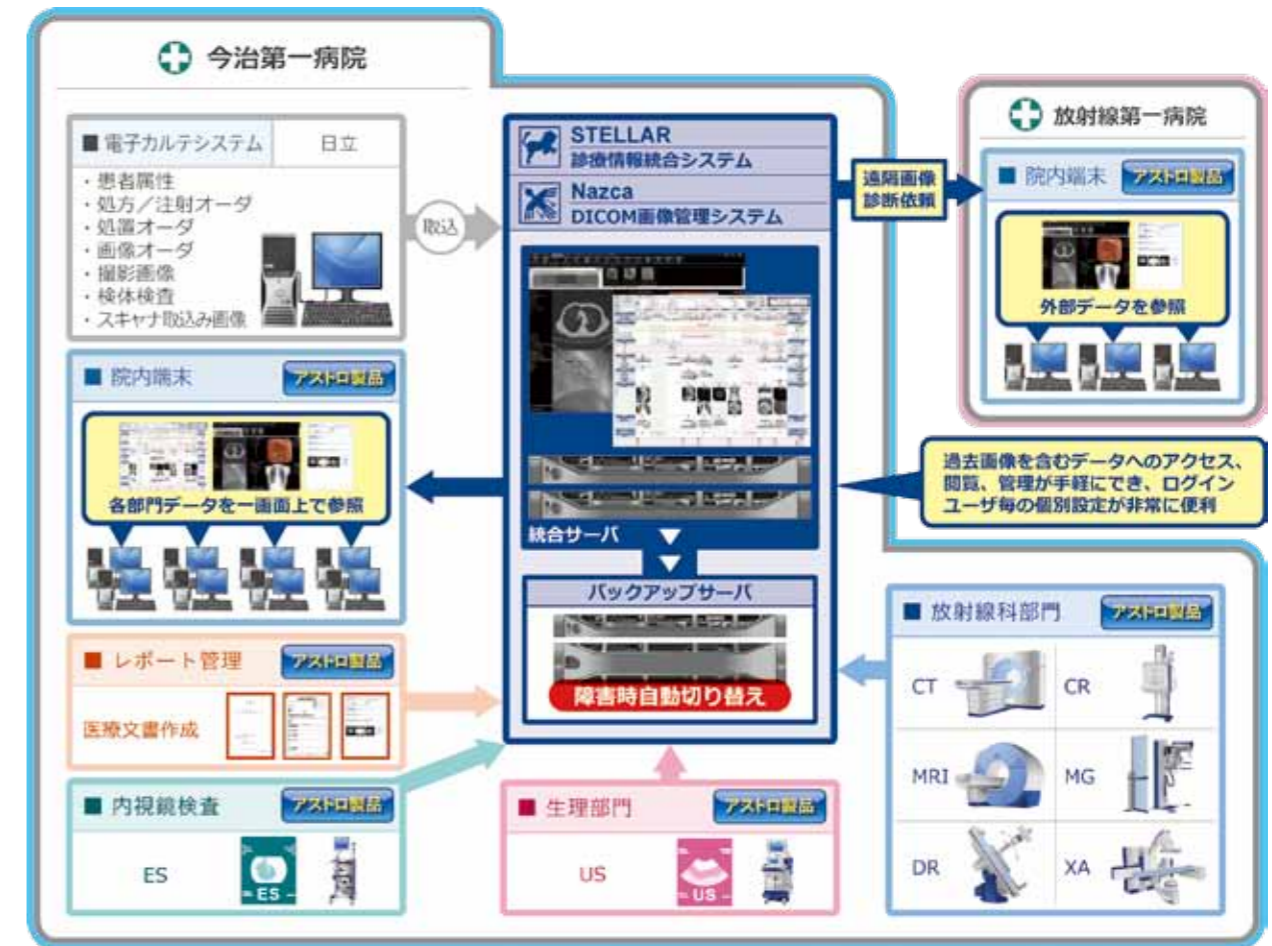 今治第一病院
■ 電子カルテシステム
日立
・患者属性
・処方／注射オーダ
・処置オーダ
・画像オーダ
・撮影画像
・検体検査
・スキャナ取込み画像
取込
STELLAR
診療情報統合システム
Nazca
DICOM画像管理システム
統合サーバ
バックアップサーバ
障害時自動切り替え
遠隔画像
診断依頼
放射線第一病院
■ 院内端末
アストロ製品
外部データを参照
過去画像を含むデータへのアクセス、
閲覧、管理が手軽にでき、ログイン
ユーザ毎の個別設定が非常に便利
■ 院内端末
アストロ製品
各部門データを一画面上で参照
■ レポート管理
アストロ製品
医療文書作成
■ 内視鏡検査
アストロ製品
ES
ES
■ 生理部門
アストロ製品
US
US
■ 放射線科部門
アストロ製品
CT
CR
MRI
MG
DR
XA